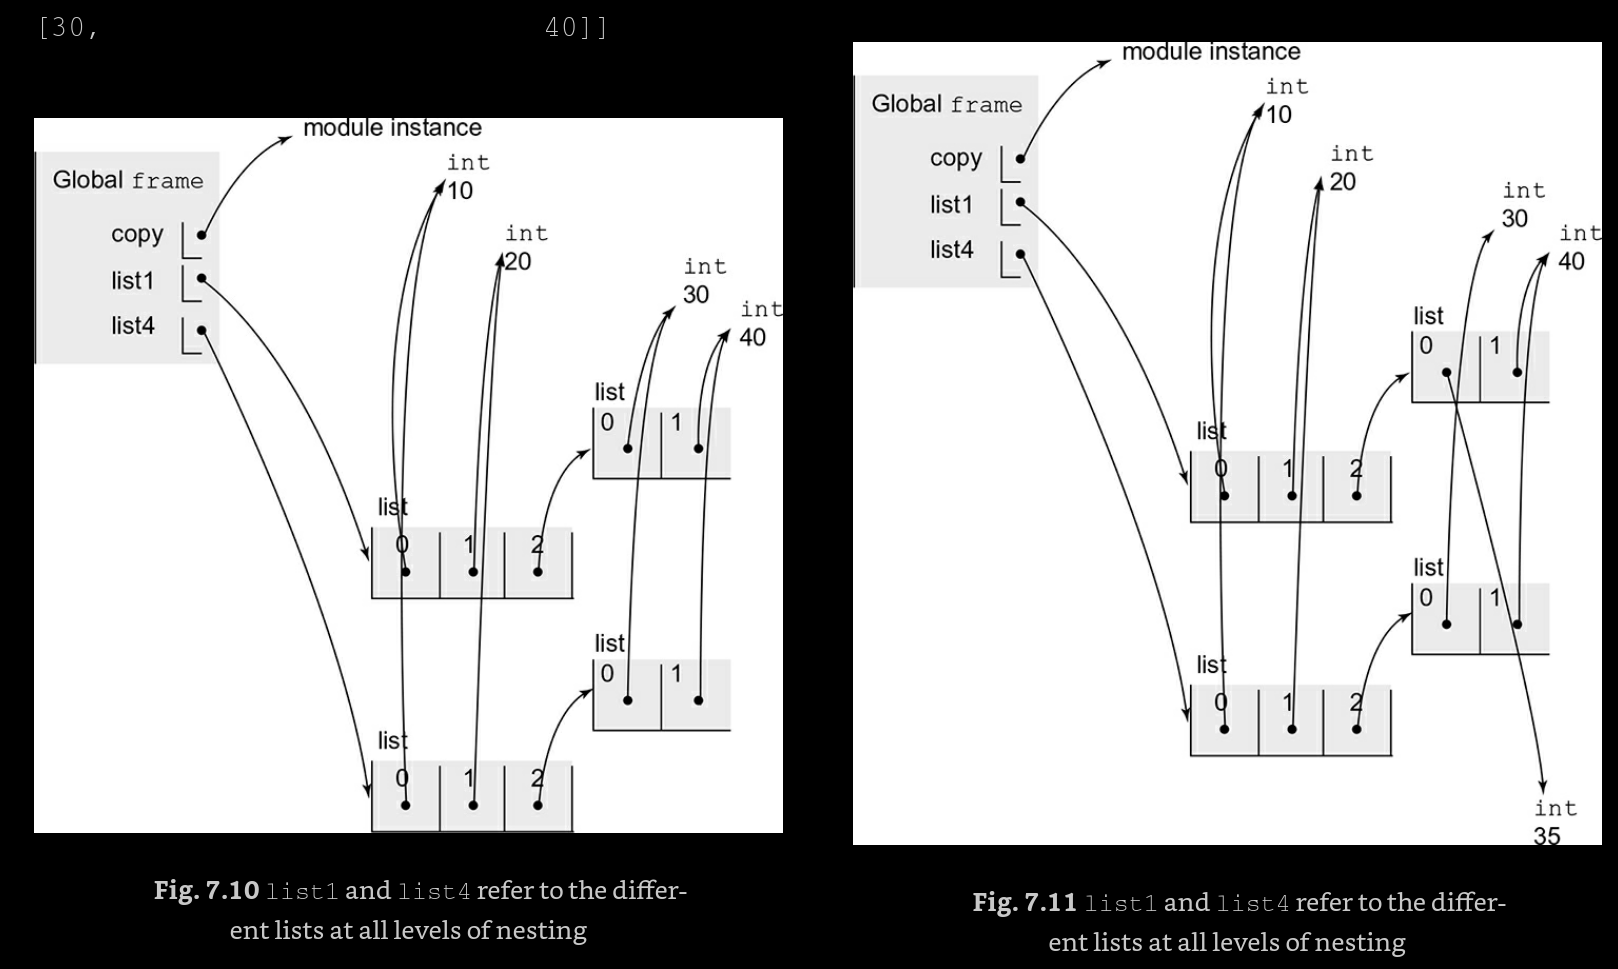 [30, 40]]
module instance
Global frame
copy
list1
list4
int
10
int
20
int
30
int
40
list
0 1
list
0 1 2
list
0 1
list
0 1 2
Fig. 7.10 list1 and list4 refer to the differ-
ent lists at all levels of nesting
module instance
Global frame
copy
list1
list4
int
10
int
20
int
30
int
40
list
0 1
list
0 1 2
list
0 1
list
0 1 2
int
35
Fig. 7.11 list1 and list4 refer to the differ-
ent lists at all levels of nesting